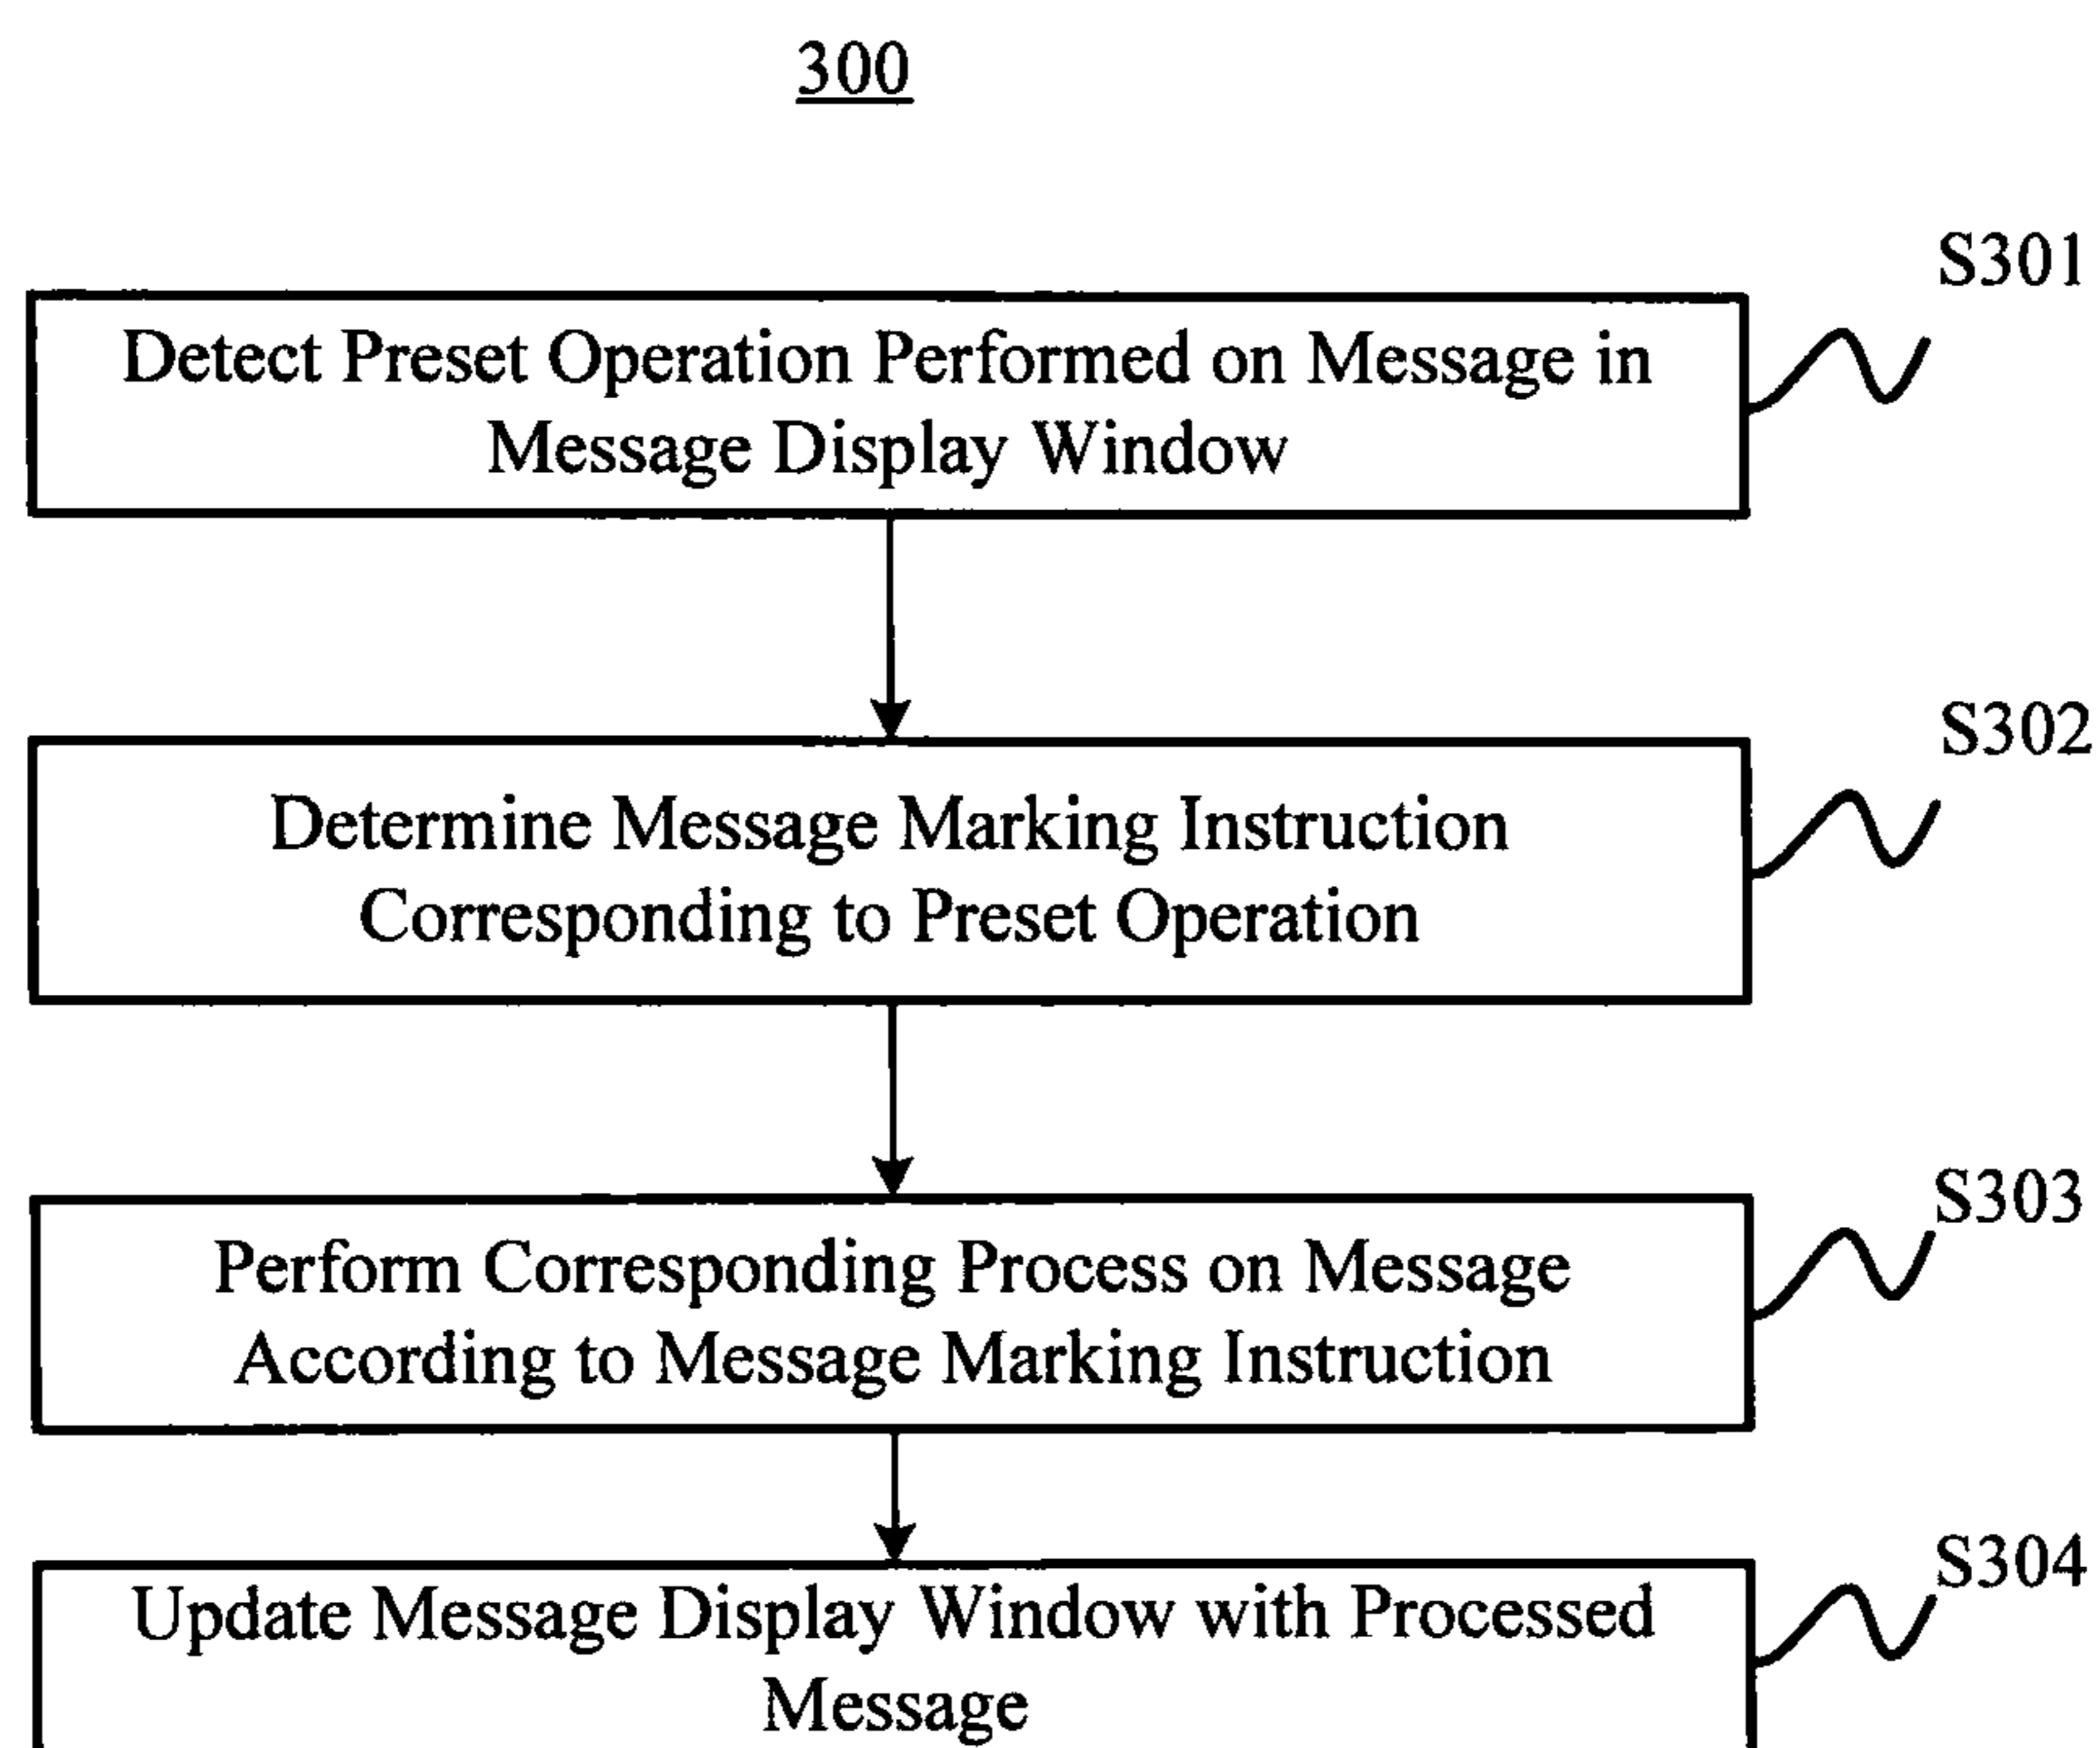 300
S301
Detect Preset Operation Performed on Message in
Message Display Window
S302
Determine Message Marking Instruction
Corresponding to Preset Operation
S303
Perform Corresponding Process on Message
According to Message Marking Instruction
S304
Update Message Display Window with Processed
Message